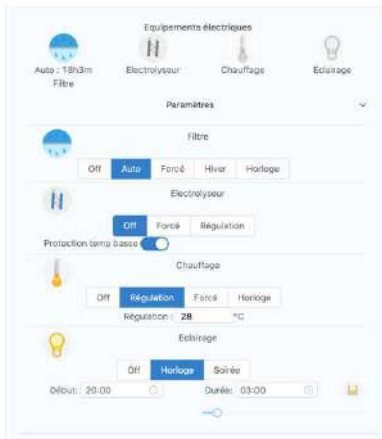 Equipements électriques
Auto : 18h3m Electrolyseur Chauffage Eclairage
Filtre
Paramètres
Filtre
Off Auto Forcé Hiver Horloge
Electrolyseur
Off Forcé Régulation
Protection temp basse
Chauffage
Off Régulation Forcé Horloge
Régulation : 28 °C
Eclairage
Off Horloge Soirée
Début: 20:00 Durée: 03:00